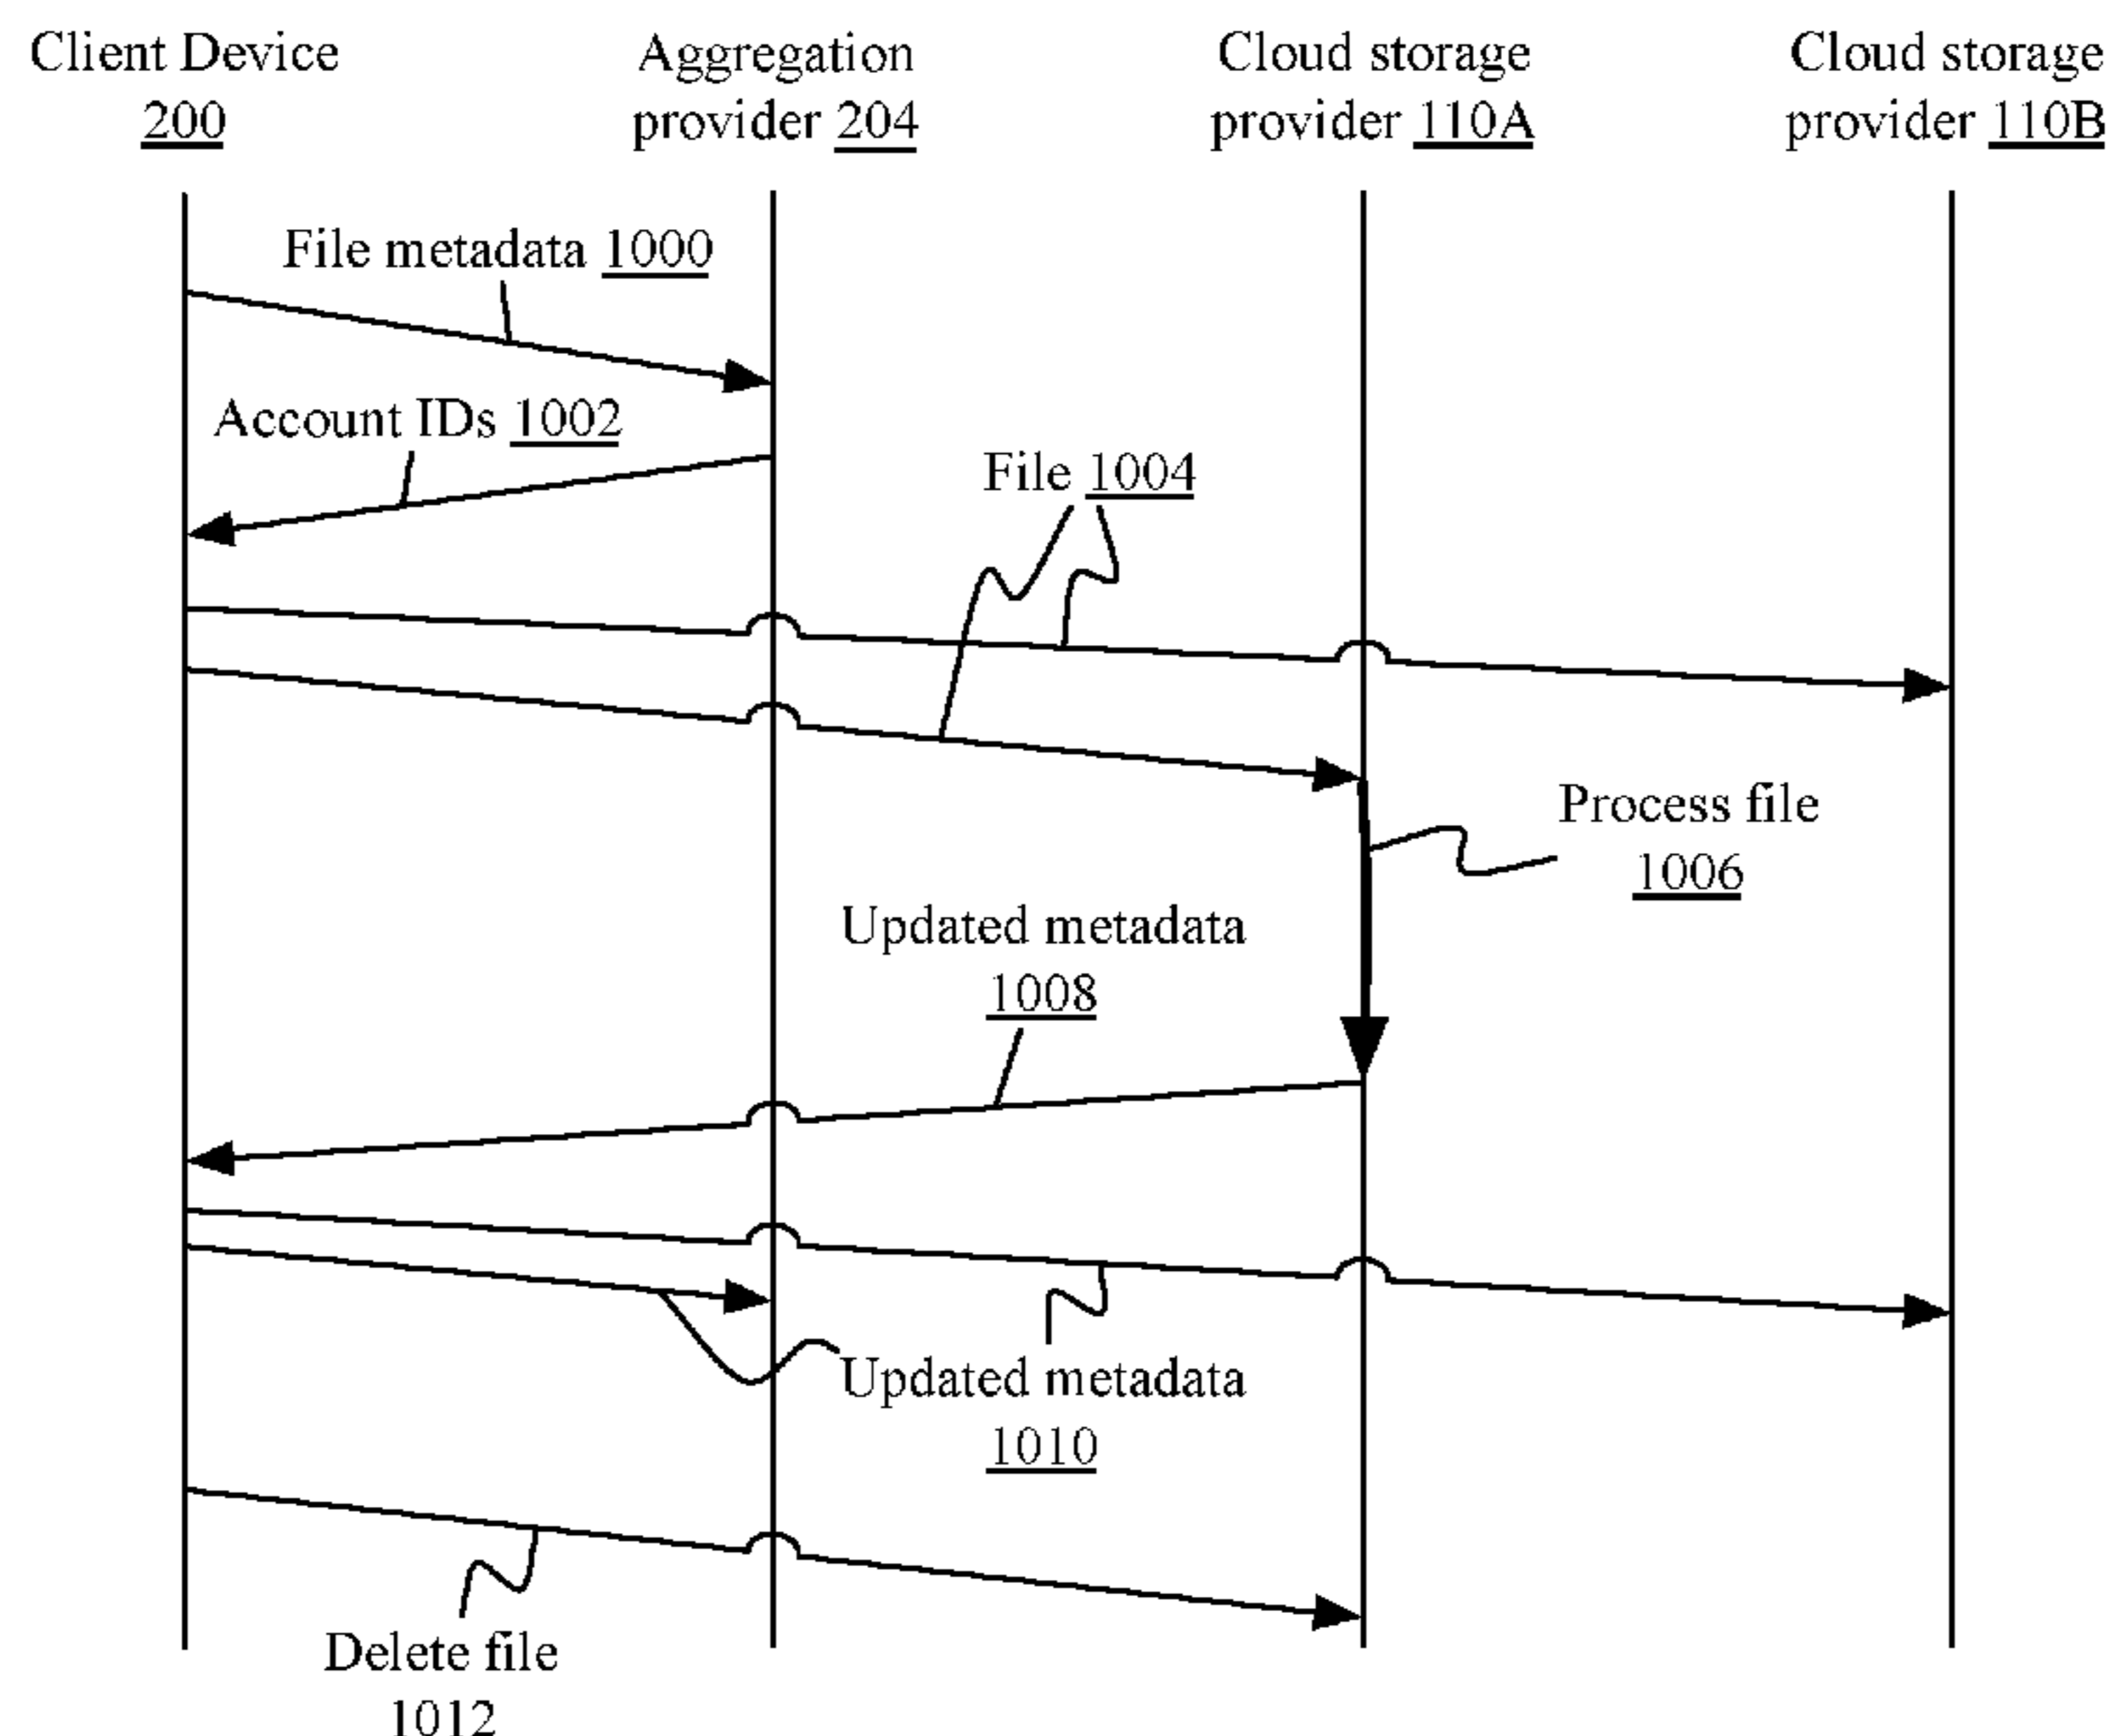 Client Device
200
Aggregation
provider 204
Cloud storage
provider 110A
Cloud storage
provider 110B
File metadata 1000
Account IDs 1002
File 1004
Process file
1006
Updated metadata
1008
Updated metadata
1010
Delete file
1012